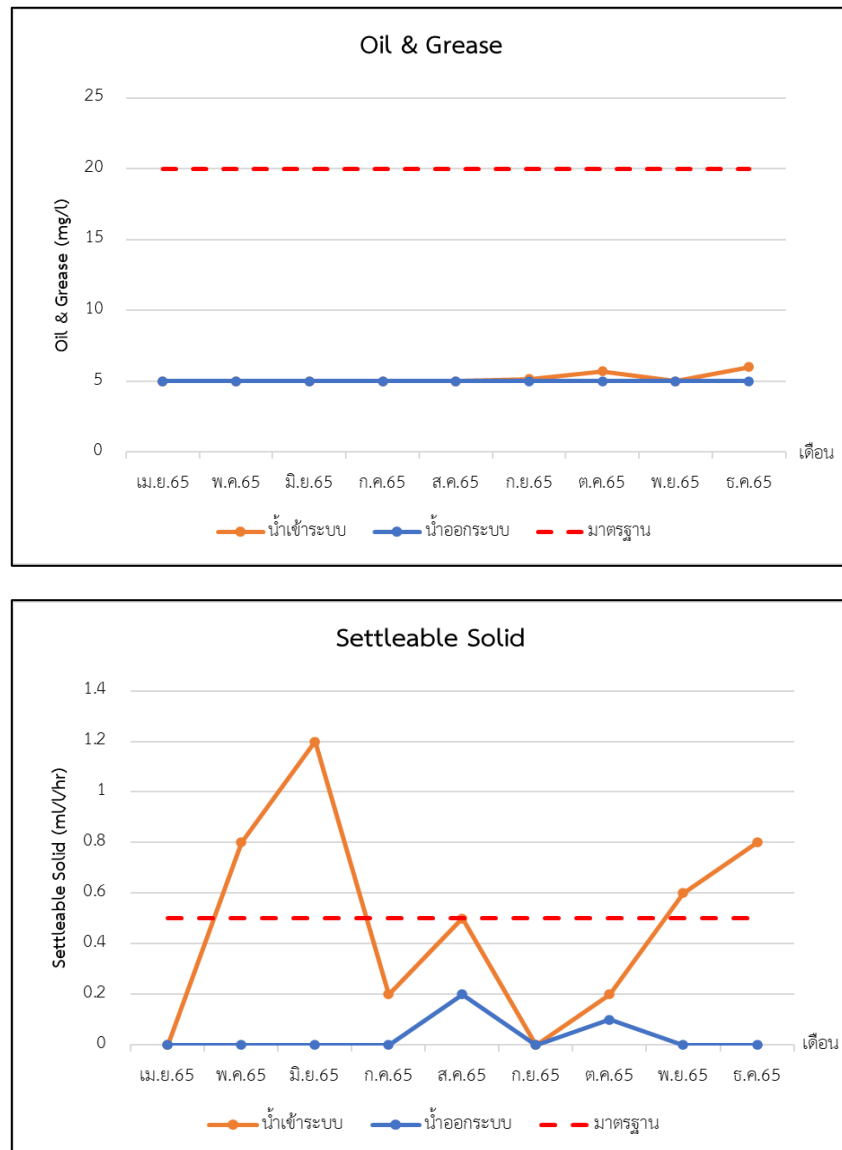 Oil & Grease
Oil & Grease (mg/l)
25
20
15
10
5
0
เดือน
เม.ย.65 พ.ค.65 มิ.ย.65 ก.ค.65 ส.ค.65 ก.ย.65 ต.ค.65 พ.ย.65 ธ.ค.65
น้ำเข้าระบบ น้ำออกระบบ มาตรฐาน
Settleable Solid
Settleable Solid (ml/l/hr)
1.4
1.2
1
0.8
0.6
0.4
0.2
0
เดือน
เม.ย.65 พ.ค.65 มิ.ย.65 ก.ค.65 ส.ค.65 ก.ย.65 ต.ค.65 พ.ย.65 ธ.ค.65
น้ำเข้าระบบ น้ำออกระบบ มาตรฐาน